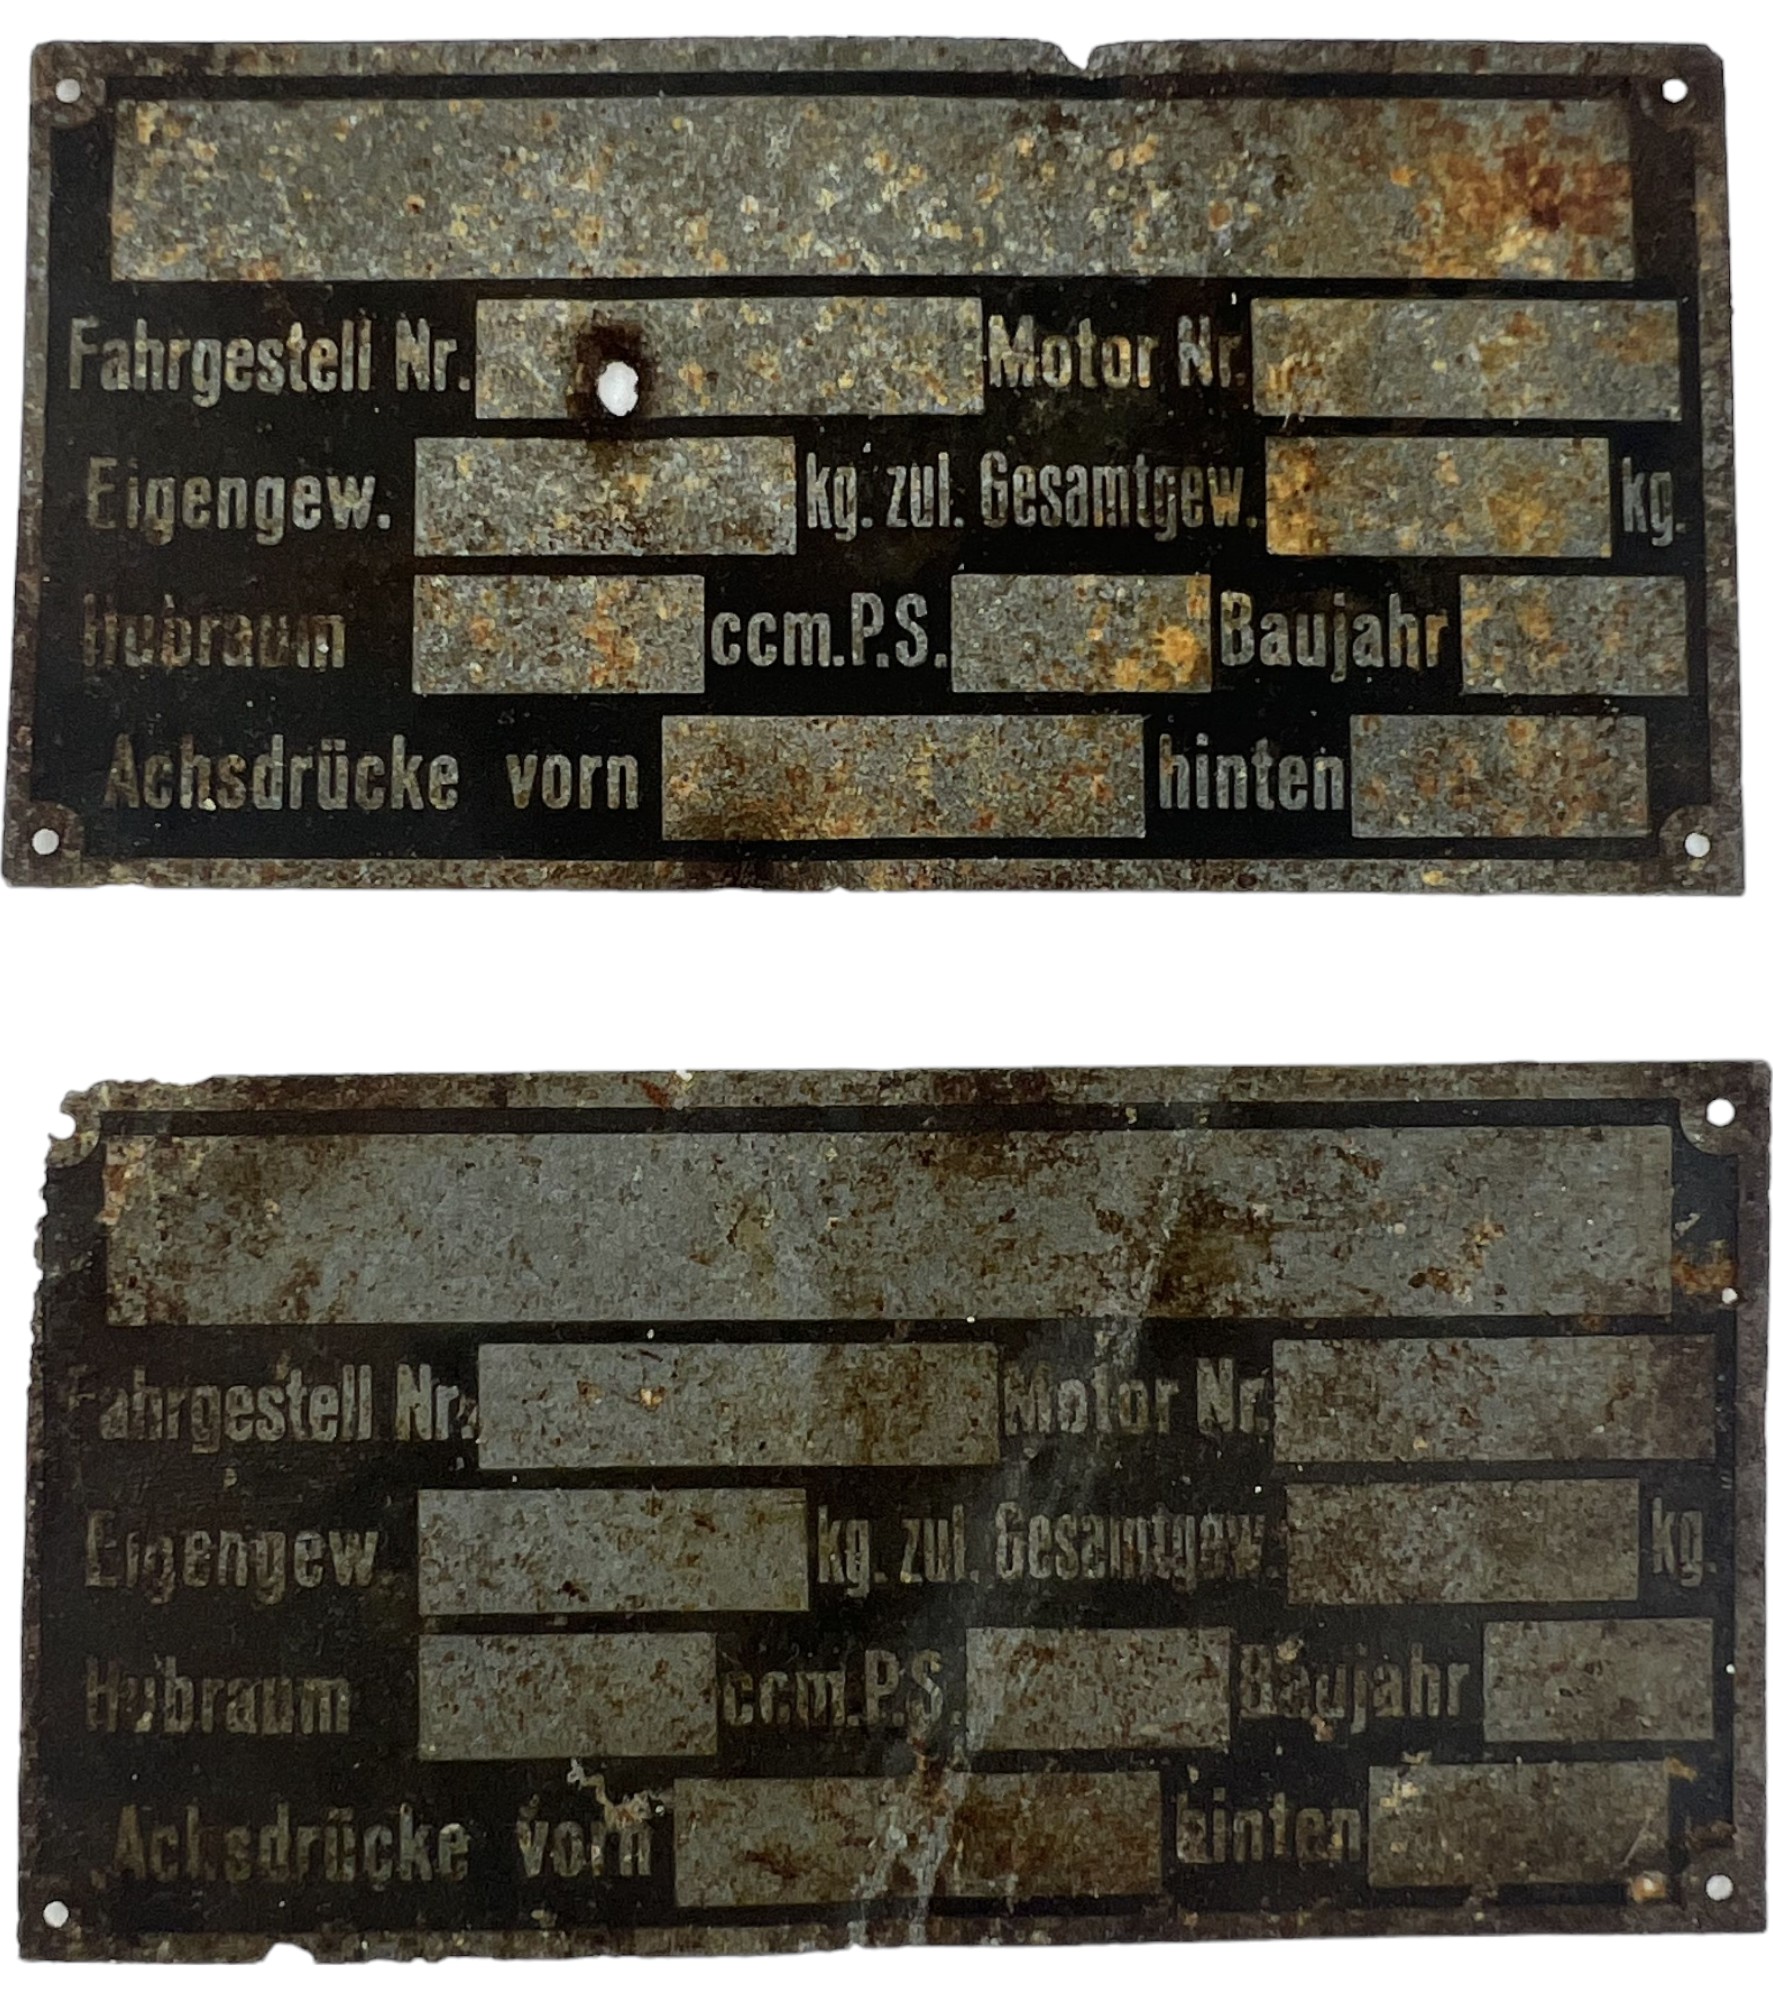 Fahrgestell Nr. Motor Nr.
Eigengew. kg. zul. Gesamtgew. kg.
Hubraum ccm. P.S. Baujahr
Achsdrücke vorn hinten
Fahrgestell Nr. Motor Nr.
Eigengew. kg. zul. Gesamtgew. kg.
Hubraum ccm. P.S. Baujahr
Achsdrücke vorn hinten